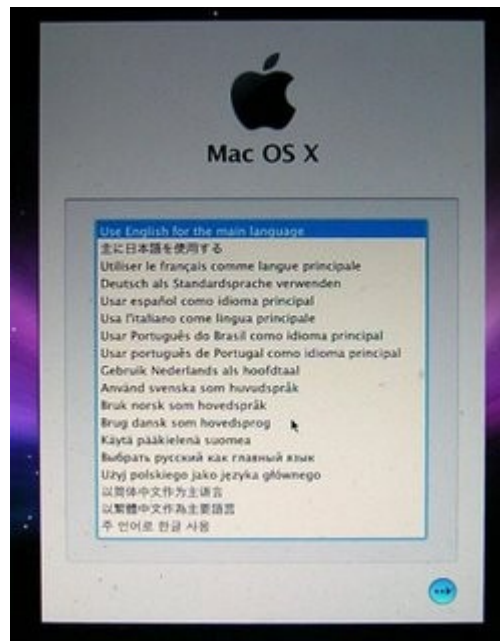 Mac OS X
Use English for the main language
主に日本語を使用する
Utiliser le français comme langue principale
Deutsch als Standardsprache verwenden
Usar español como idioma principal
Usa l'italiano come lingua principale
Usar Português do Brasil como idioma principal
Usar português de Portugal como idioma principal
Gebruik Nederlands als hoofdtaal
Använd svenska som huvudspråk
Bruk norsk som hovedspråk
Brug dansk som hovedsprog
Käytä pääkielenä suomea
Выбрать русский как главный язык
Użyj polskiego jako języka głównego
以简体中文作为主语言
以繁體中文作為主要語言
주 언어로 한글 사용